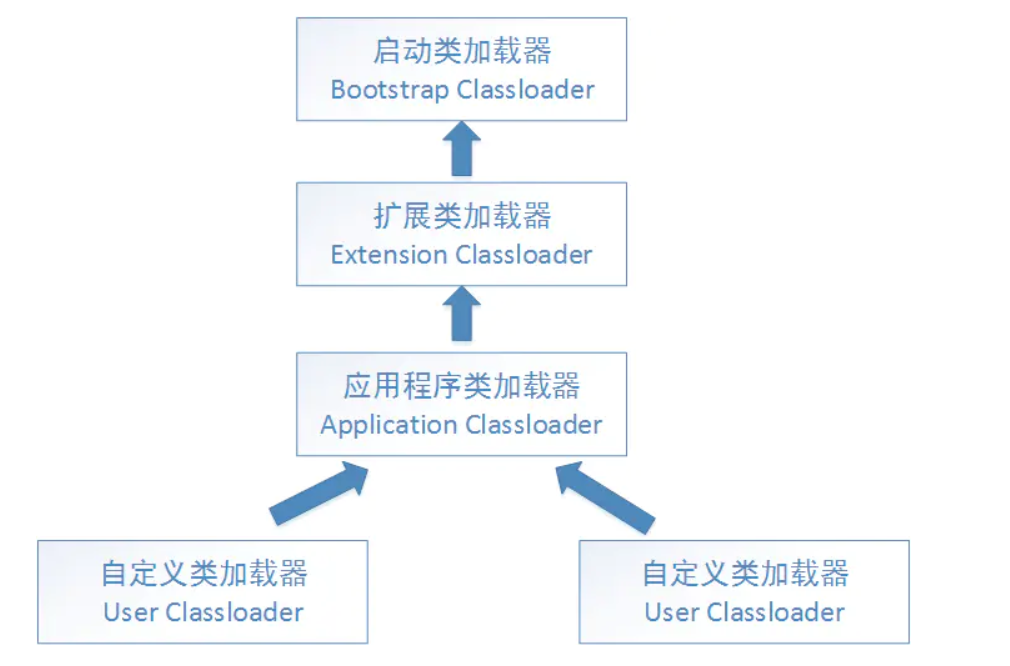 启动类加载器
Bootstrap Classloader
扩展类加载器
Extension Classloader
应用程序类加载器
Application Classloader
自定义类加载器
User Classloader
自定义类加载器
User Classloader